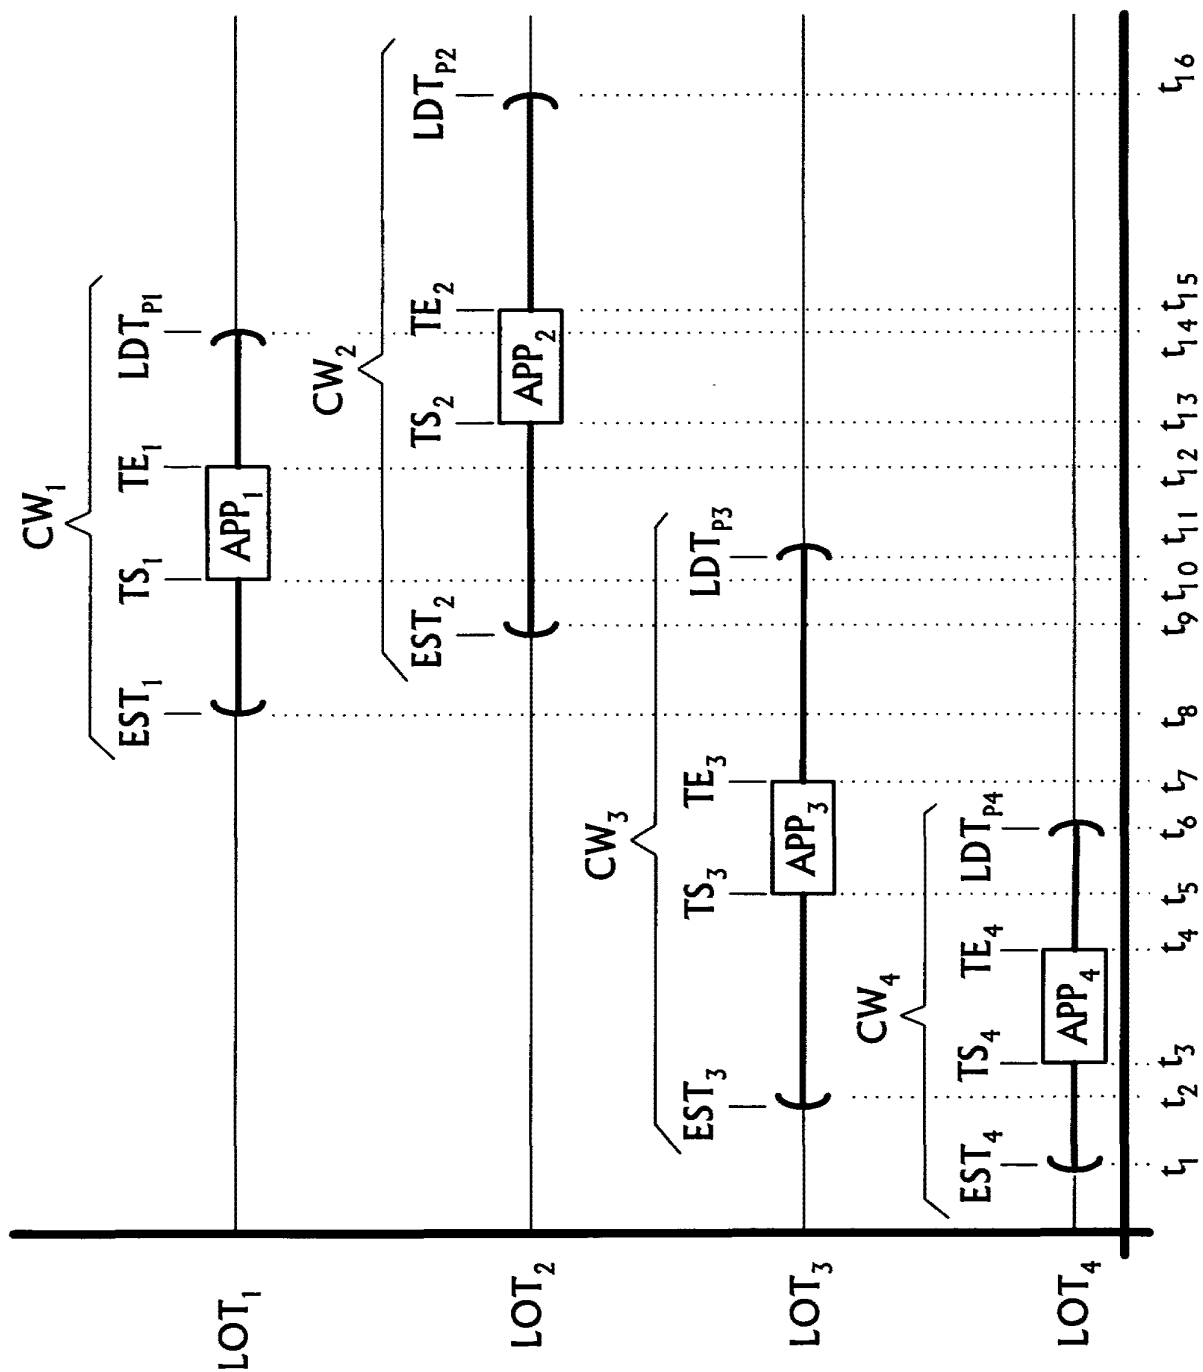 CW₁
EST₁ TS₁ TE₁ LDTP1
LOT₁ APP₁
CW₂
EST₂ TS₂ TE₂ LDTP2
LOT₂ APP₂
CW₃
EST₃ TS₃ TE₃ LDTP3
LOT₃ APP₃
CW₄
EST₄ TS₄ TE₄ LDTP4
LOT₄ APP₄
t₁ t₂ t₃ t₄ t₅ t₆ t₇ t₈ t₉ t₁₀ t₁₁ t₁₂ t₁₃ t₁₄ t₁₅ t₁₆